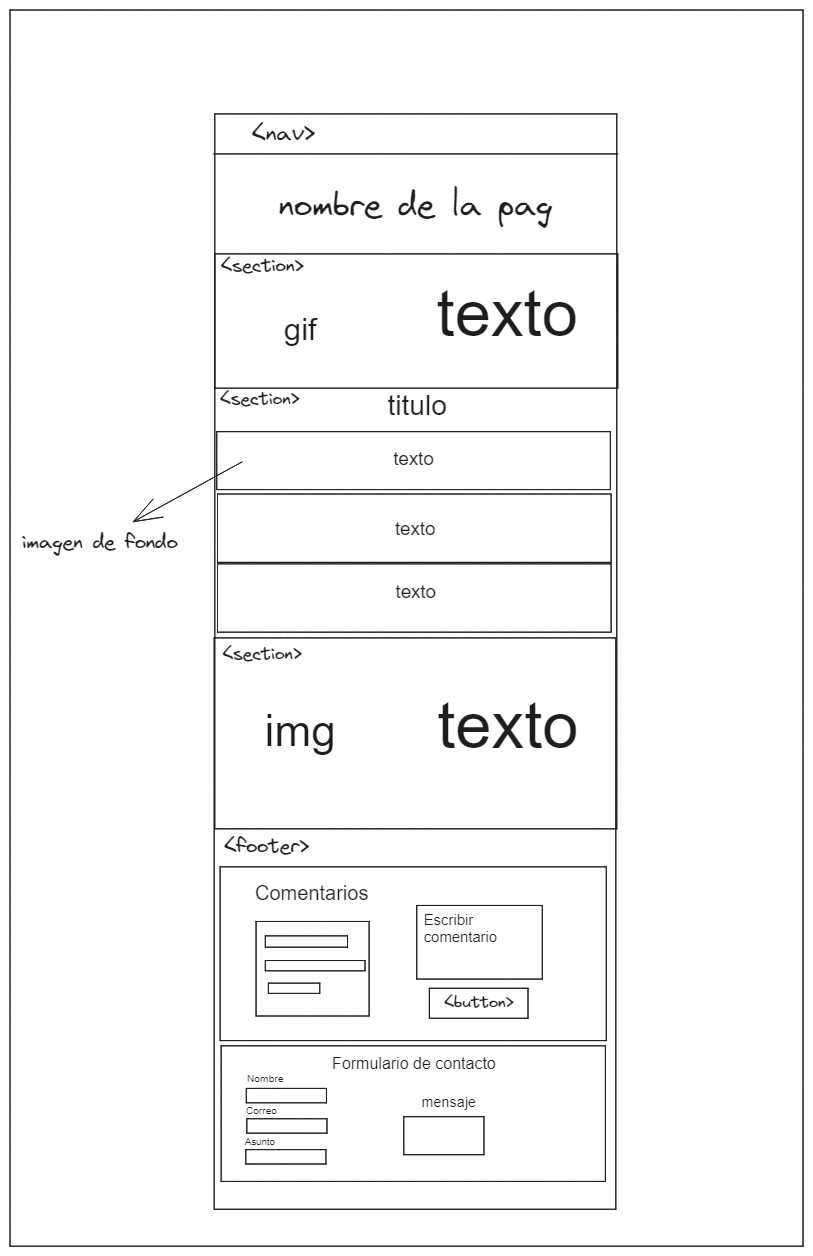 <nav>
nombre de la pag
<section>
gif
texto
<section>
titulo
texto
imagen de fondo
texto
texto
<section>
img
texto
<footer>
Comentarios
Escribir
comentario
<button>
Formulario de contacto
Nombre
Correo
Asunto
mensaje